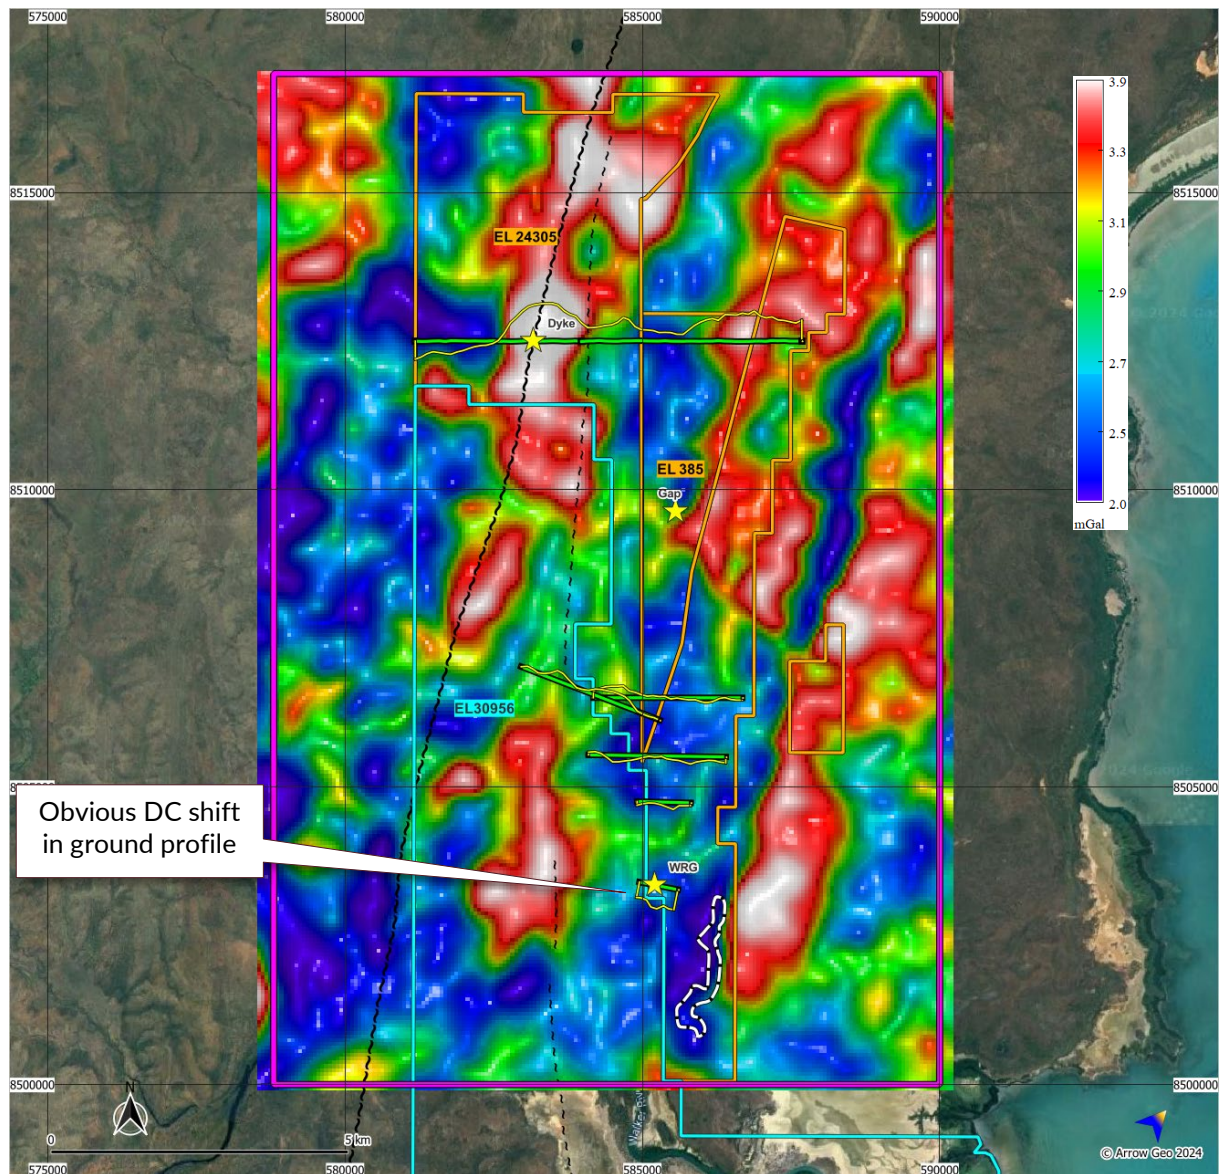 575000
580000
585000
590000
3.9
3.3
8515000
8515000
3.1
EL 24305
2.9
Dyke
2.7
2.5
EL 385
8510000
Gap
8510000
2.0
mGal
EL30956
8505000
Obvious DC shift
in ground profile
WRG
8500000
8500000
N
0
5 km
© Arrow Geo 2024
575000
580000
585000
590000